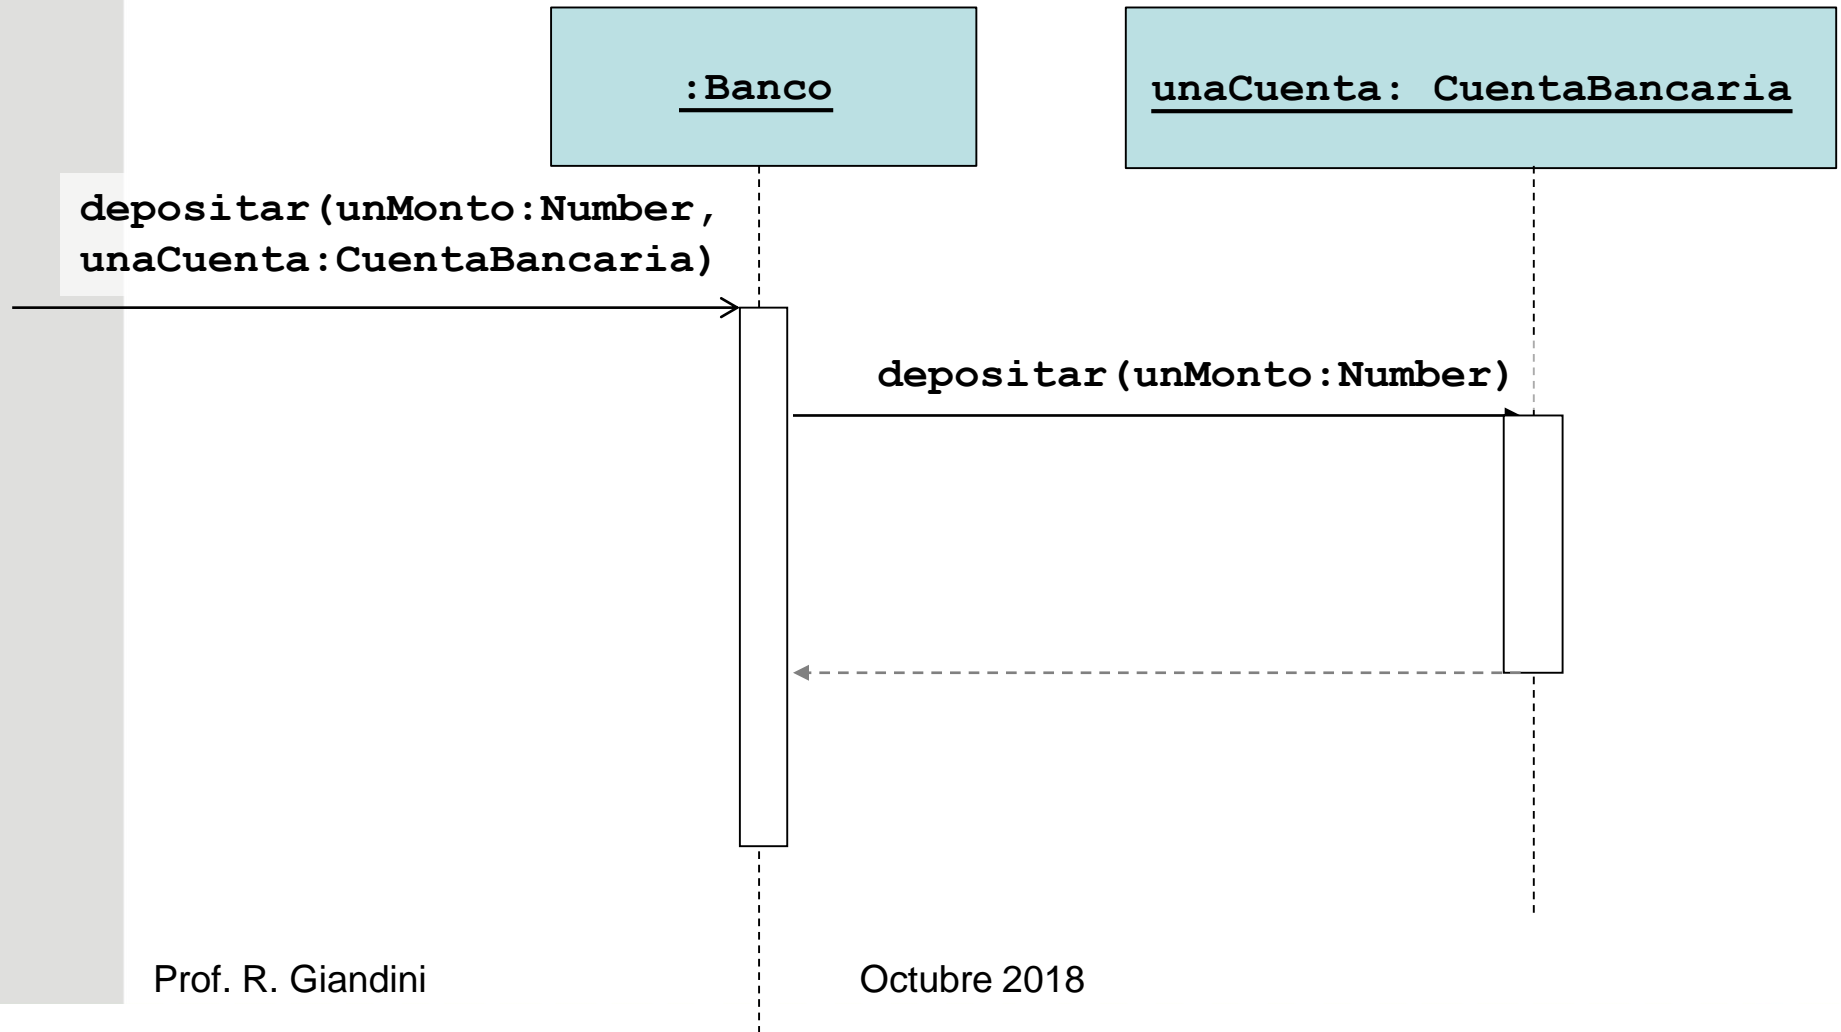 :Banco
unaCuenta: CuentaBancaria
depositar(unMonto:Number,
unaCuenta:CuentaBancaria)
depositar(unMonto:Number)
Prof. R. Giandini
Octubre 2018